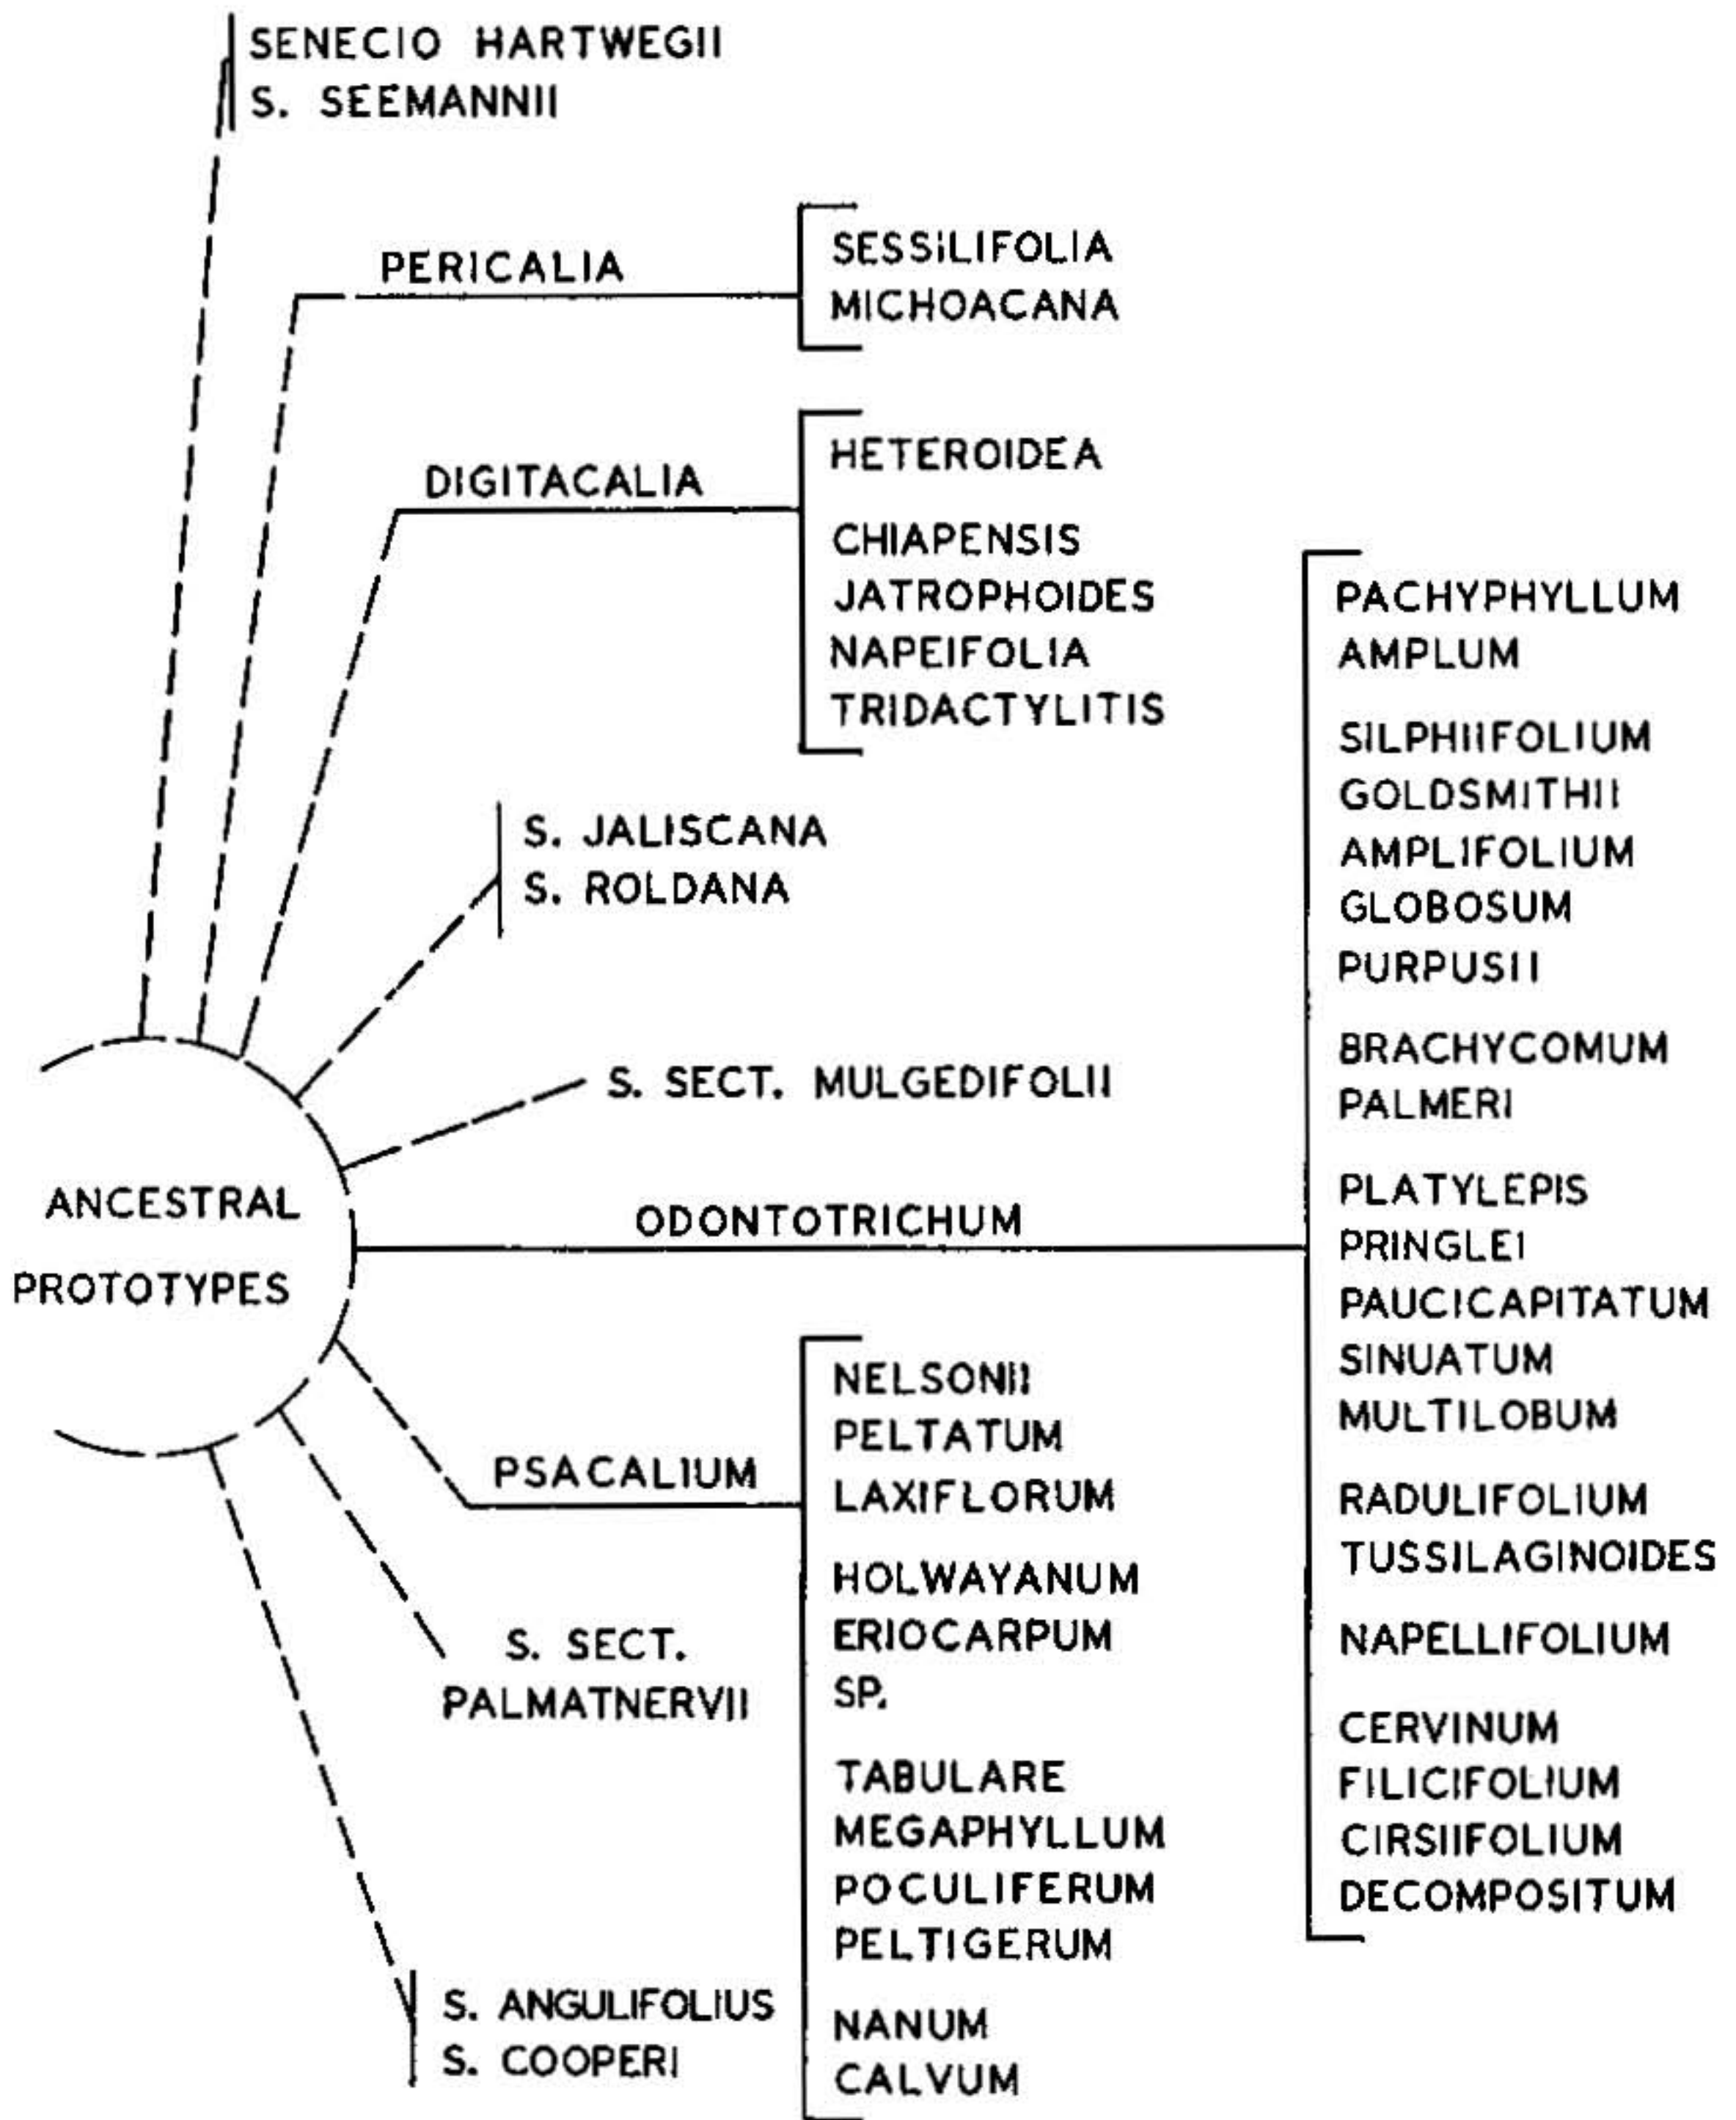 SENECIO HARTWEGII
S. SEEMANNII
PERICALIA
SESSILIFOLIA
MICHOACANA
DIGITACALIA
HETEROIDEA
CHIAPENSIS
JATROPHOIDES
NAPEIFOLIA
TRIDACTYLITIS
S. JALISCANA
S. ROLDANA
S. SECT. MULGEDIFOLII
ANCESTRAL
PROTOTYPES
ODONTOTRICHUM
PACHYPHYLLUM
AMPLUM
SILPHIIFOLIUM
GOLDSMITHII
AMPLIFOLIUM
GLOBOSUM
PURPUSII
BRACHYCOMUM
PALMERI
PLATYLEPIS
PRINGLEI
PAUCICAPITATUM
SINUATUM
MULTILOBUM
RADULIFOLIUM
TUSSILAGINOIDES
NAPELLIFOLIUM
CERVINUM
FILICIFOLIUM
CIRSIIFOLIUM
DECOMPOSITUM
PSACALIUM
NELSONII
PELTATUM
LAXIFLORUM
HOLWAYANUM
ERIOCARPUM
SP.
TABULARE
MEGAPHYLLUM
POCULIFERUM
PELTIGERUM
NANUM
CALVUM
S. SECT.
PALMATNERVII
S. ANGULIFOLIUS
S. COOPERI